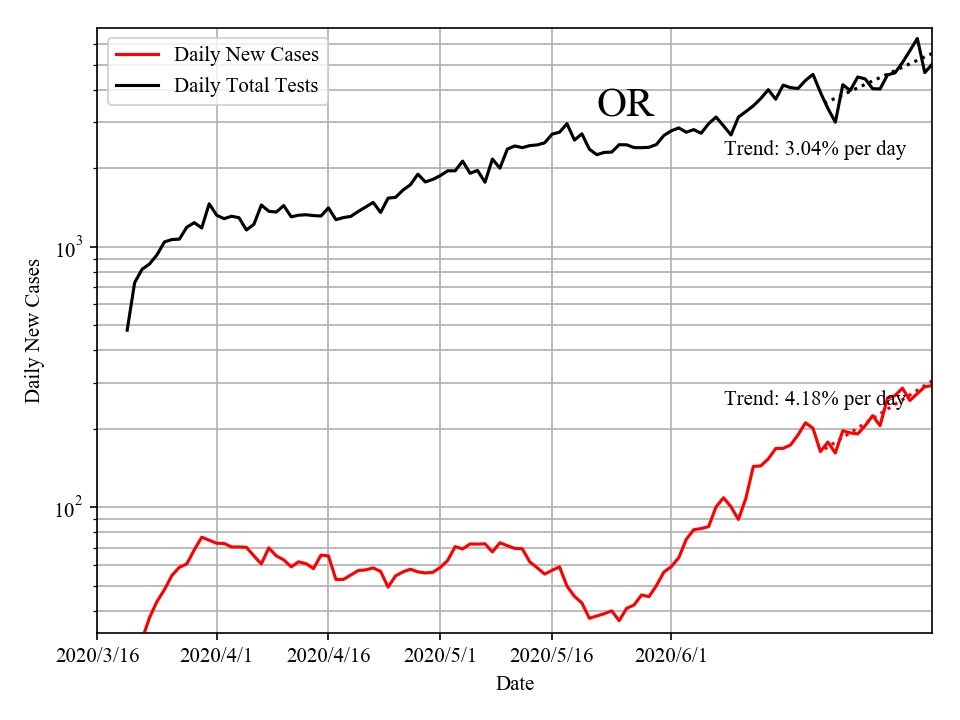 Daily New Cases
Daily Total Tests
OR
Trend: 3.04% per day
Trend: 4.18% per day
10³
10²
Daily New Cases
2020/3/16 2020/4/1 2020/4/16 2020/5/1 2020/5/16 2020/6/1
Date